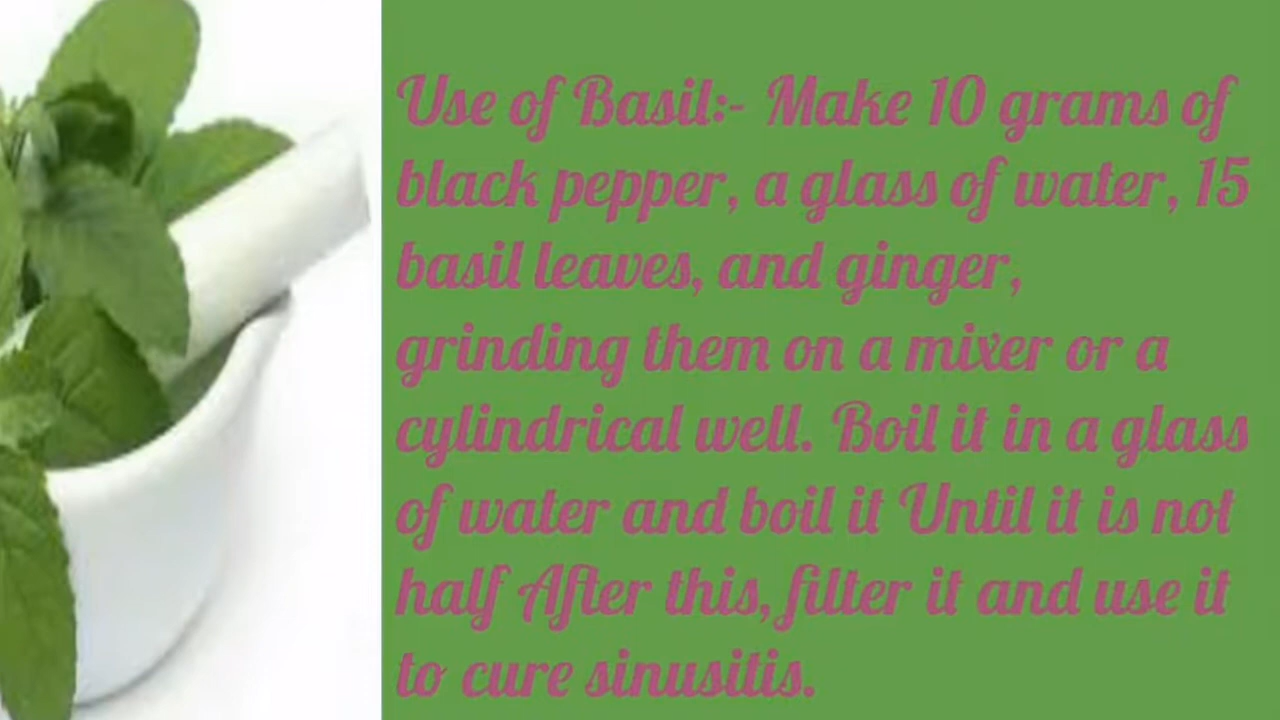 Use of Basil:- Make 10 grams of
black pepper, a glass of water, 15
basil leaves, and ginger,
grinding them on a mixer or a
cylindrical well. Boil it in a glass
of water and boil it Until it is not
half After this, filter it and use it
to cure sinusitis.